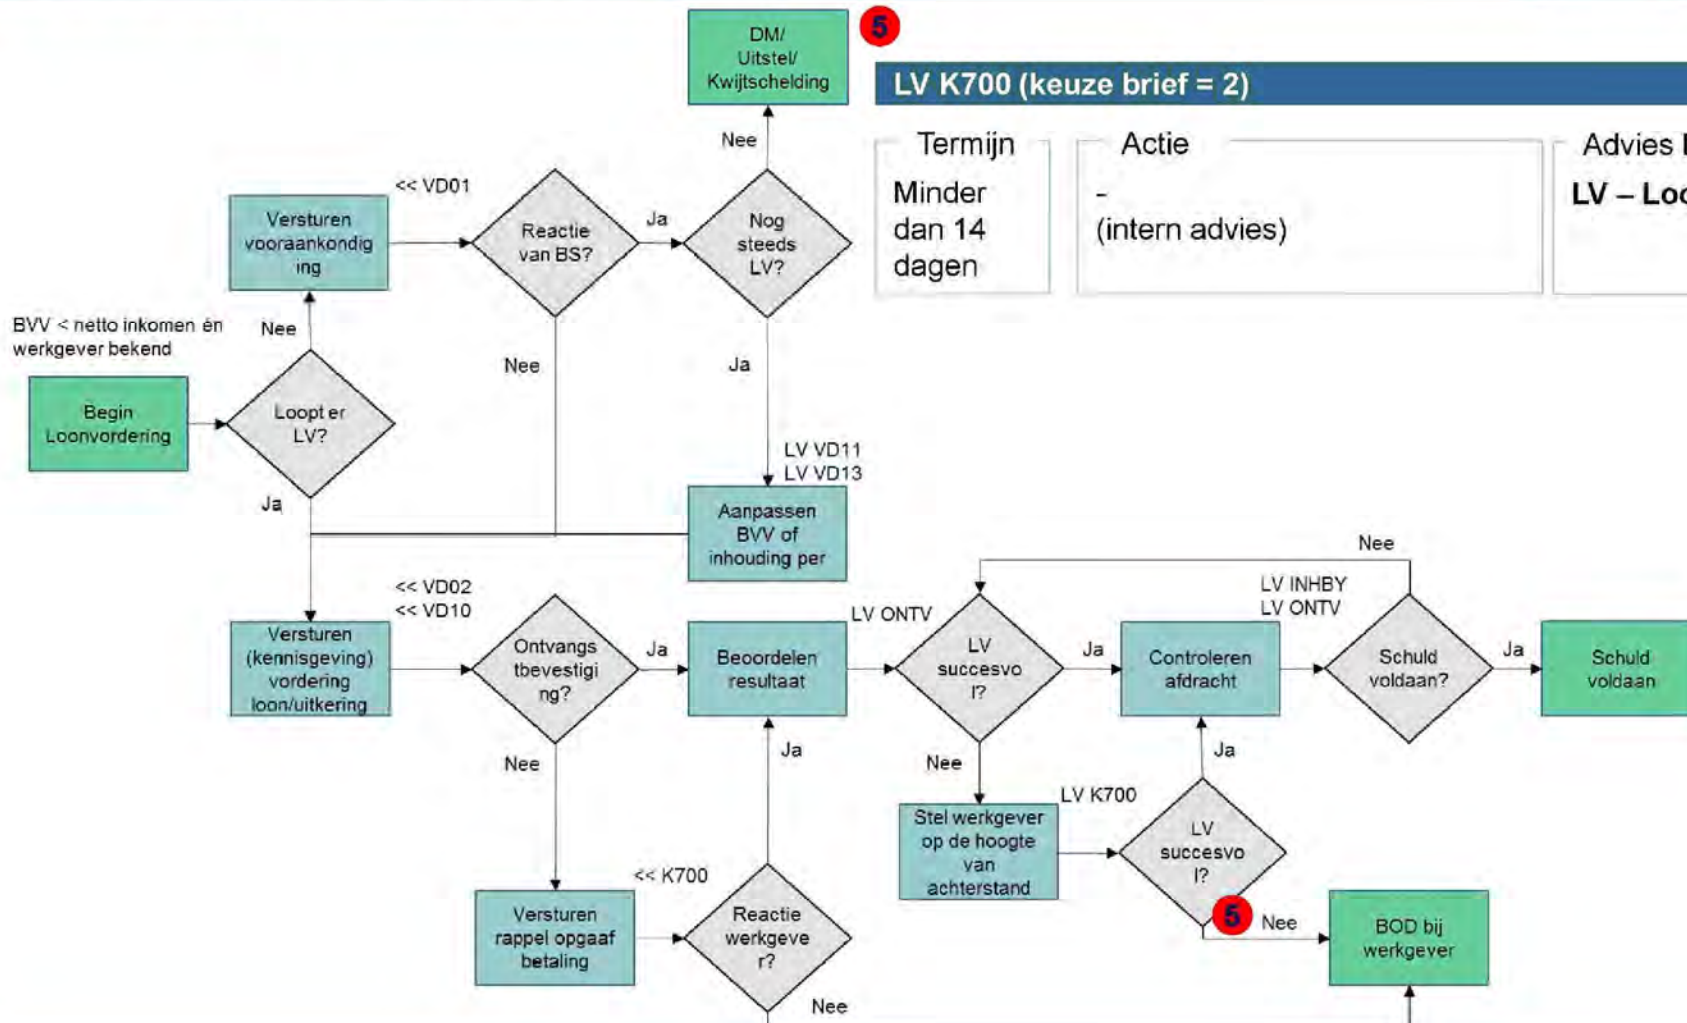 DM/
Uitstel/
Kwijtschelding
5
LV K700 (keuze brief = 2)
Termijn
Minder
dan 14
dagen
Actie
-
(intern advies)
Advies
LV –
Nee
<< VD01
Versturen
vooraankondig
ing
Reactie
van BS?
Ja
Nog
steeds
LV?
BVV < netto inkomen én
werkgever bekend
Nee
Nee
Ja
Begin
Loonvordering
Loopt er
LV?
LV VD11
LV VD13
Ja
Aanpassen
BVV of
inhouding per
Nee
<< VD02
<< VD10
LV INHBY
LV ONTV
LV ONTV
Versturen
(kennisgeving)
vordering
loon/uitkering
Ontvangs
tbevestigi
ng?
Ja
Beoordelen
resultaat
LV
succesvo
l?
Ja
Controleren
afdracht
Schuld
voldaan?
Ja
Schuld
voldaan
Nee
Ja
Nee
Ja
LV K700
Stel werkgever
op de hoogte
van
achterstand
LV
succesvo
l?
<< K700
Versturen
rappel opgaaf
betaling
Reactie
werkgeve
r?
5
Nee
BOD bij
werkgever
Nee